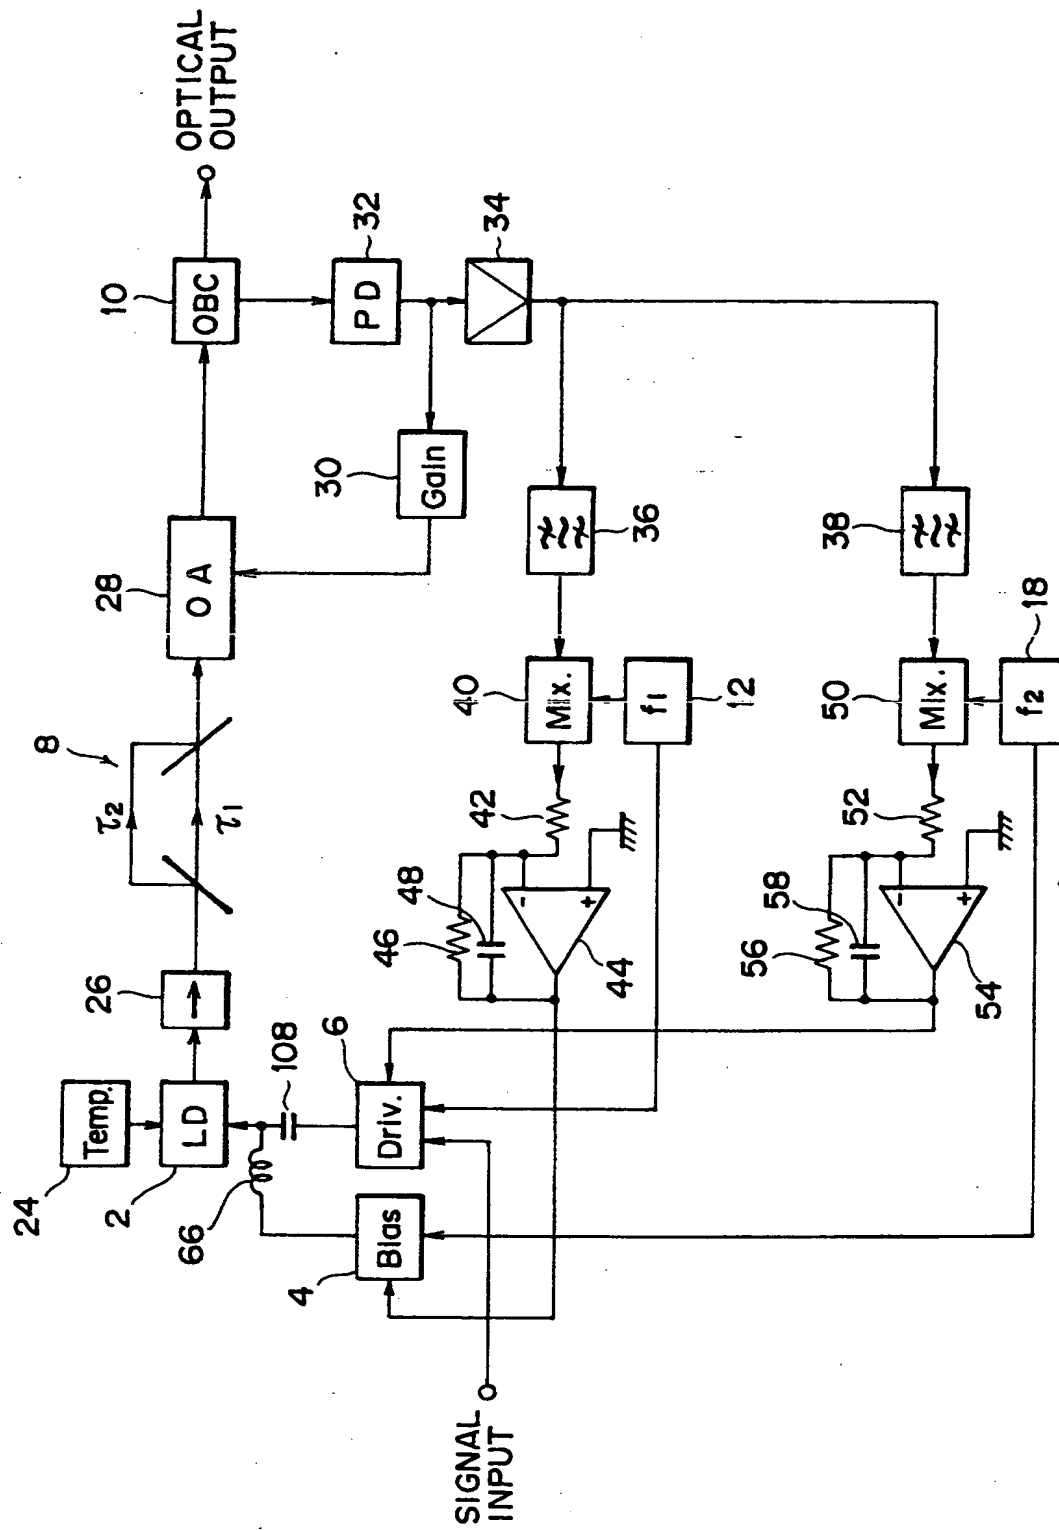 24
Temp.
2
LD
26
8
τ2
τ1
28
OA
10
OBC
OPTICAL
OUTPUT
66
108
30
Gain
PD
32
34
4
Bias
6
Driv.
SIGNAL
INPUT
46
48
42
-
+
44
40
Mix.
36
f1
12
56
58
52
-
+
54
50
Mix.
38
f2
18